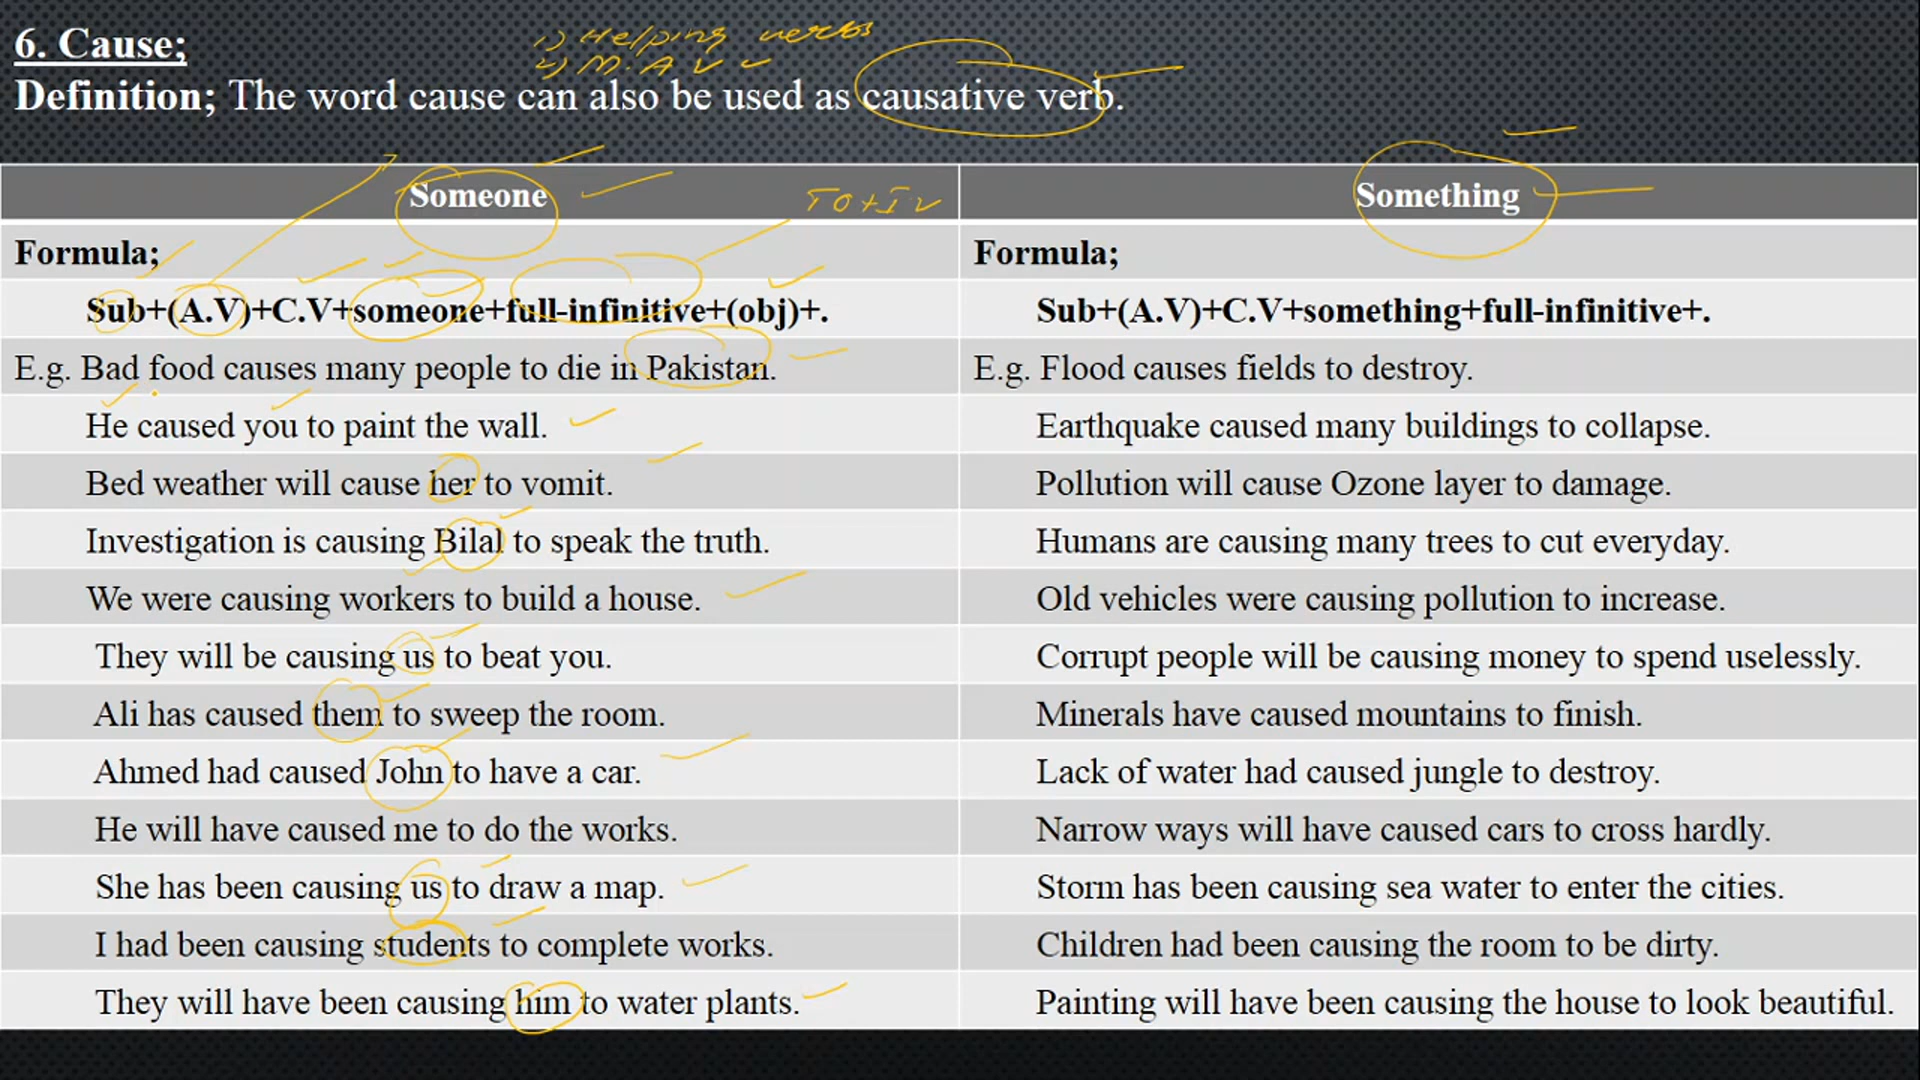 6. Cause;
1) Helping verbs
2) M. A V
Definition; The word cause can also be used as causative verb.
Someone
TO+IV
Something
Formula;
Formula;
Sub+(A.V)+C.V+someone+full-infinitive+(obj)+.
Sub+(A.V)+C.V+something+full-infinitive+.
E.g. Bad food causes many people to die in Pakistan.
E.g. Flood causes fields to destroy.
He caused you to paint the wall.
Earthquake caused many buildings to collapse.
Bed weather will cause her to vomit.
Pollution will cause Ozone layer to damage.
Investigation is causing Bilal to speak the truth.
Humans are causing many trees to cut everyday.
We were causing workers to build a house.
Old vehicles were causing pollution to increase.
They will be causing us to beat you.
Corrupt people will be causing money to spend uselessly.
Ali has caused them to sweep the room.
Minerals have caused mountains to finish.
Ahmed had caused John to have a car.
Lack of water had caused jungle to destroy.
He will have caused me to do the works.
Narrow ways will have caused cars to cross hardly.
She has been causing us to draw a map.
Storm has been causing sea water to enter the cities.
I had been causing students to complete works.
Children had been causing the room to be dirty.
They will have been causing him to water plants.
Painting will have been causing the house to look beautiful.